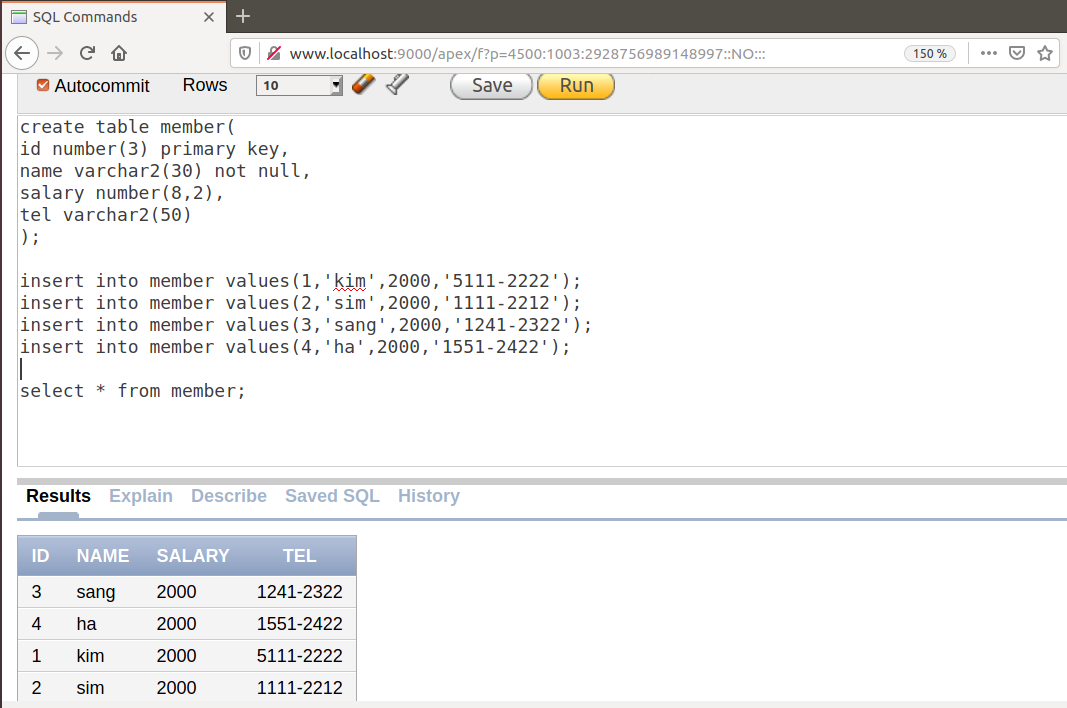 SQL Commands
www.localhost:9000/apex/f?p=4500:1003:2928756989148997::NO:::
150 %
Autocommit Rows 10 Save Run
create table member(
id number(3) primary key,
name varchar2(30) not null,
salary number(8,2),
tel varchar2(50)
);
insert into member values(1,'kim',2000,'5111-2222');
insert into member values(2,'sim',2000,'1111-2212');
insert into member values(3,'sang',2000,'1241-2322');
insert into member values(4,'ha',2000,'1551-2422');
select * from member;
Results Explain Describe Saved SQL History
ID NAME SALARY TEL
3 sang 2000 1241-2322
4 ha 2000 1551-2422
1 kim 2000 5111-2222
2 sim 2000 1111-2212